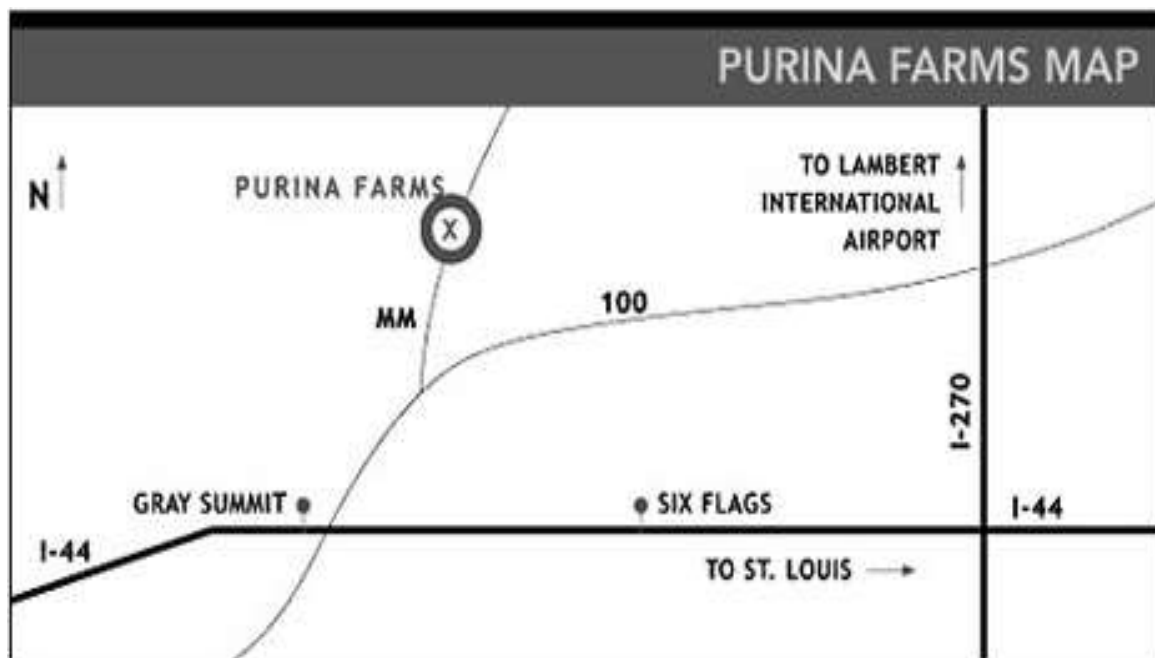 PURINA FARMS MAP
N
PURINA FARMS
X
TO LAMBERT
INTERNATIONAL
AIRPORT
MM
100
I-270
GRAY SUMMIT
SIX FLAGS
I-44
I-44
TO ST. LOUIS